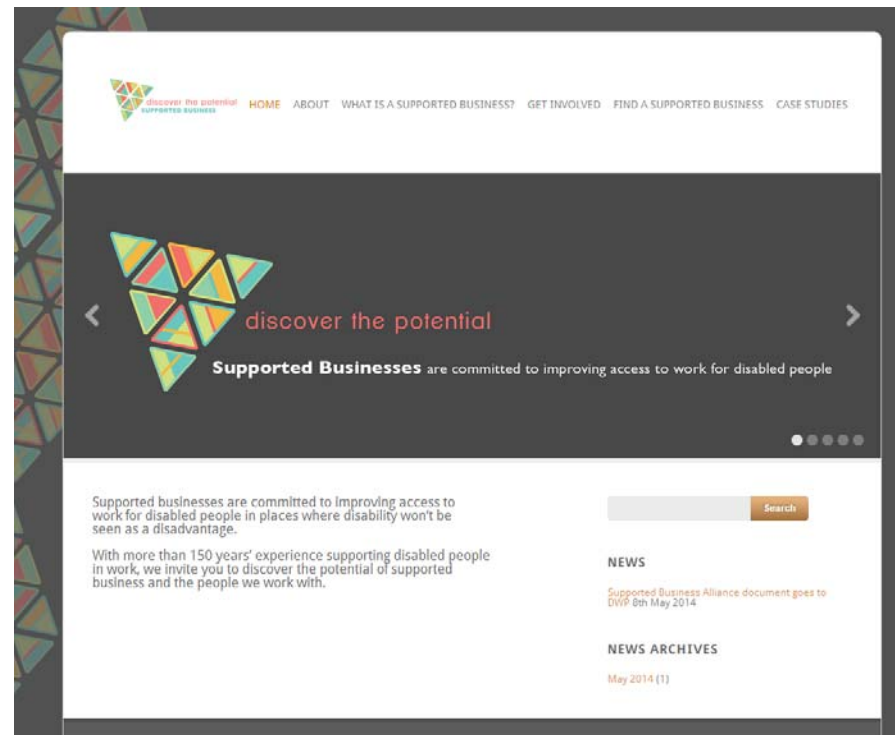 discover the potential
SUPPORTED BUSINESS
HOME ABOUT WHAT IS A SUPPORTED BUSINESS? GET INVOLVED FIND A SUPPORTED BUSINESS CASE STUDIES
discover the potential
Supported Businesses are committed to improving access to work for disabled people
Supported businesses are committed to improving access to
work for disabled people in places where disability won't be
seen as a disadvantage.
With more than 150 years' experience supporting disabled people
in work, we invite you to discover the potential of supported
business and the people we work with.
Search
NEWS
Supported Business Alliance document goes to
DWP 8th May 2014
NEWS ARCHIVES
May 2014 (1)